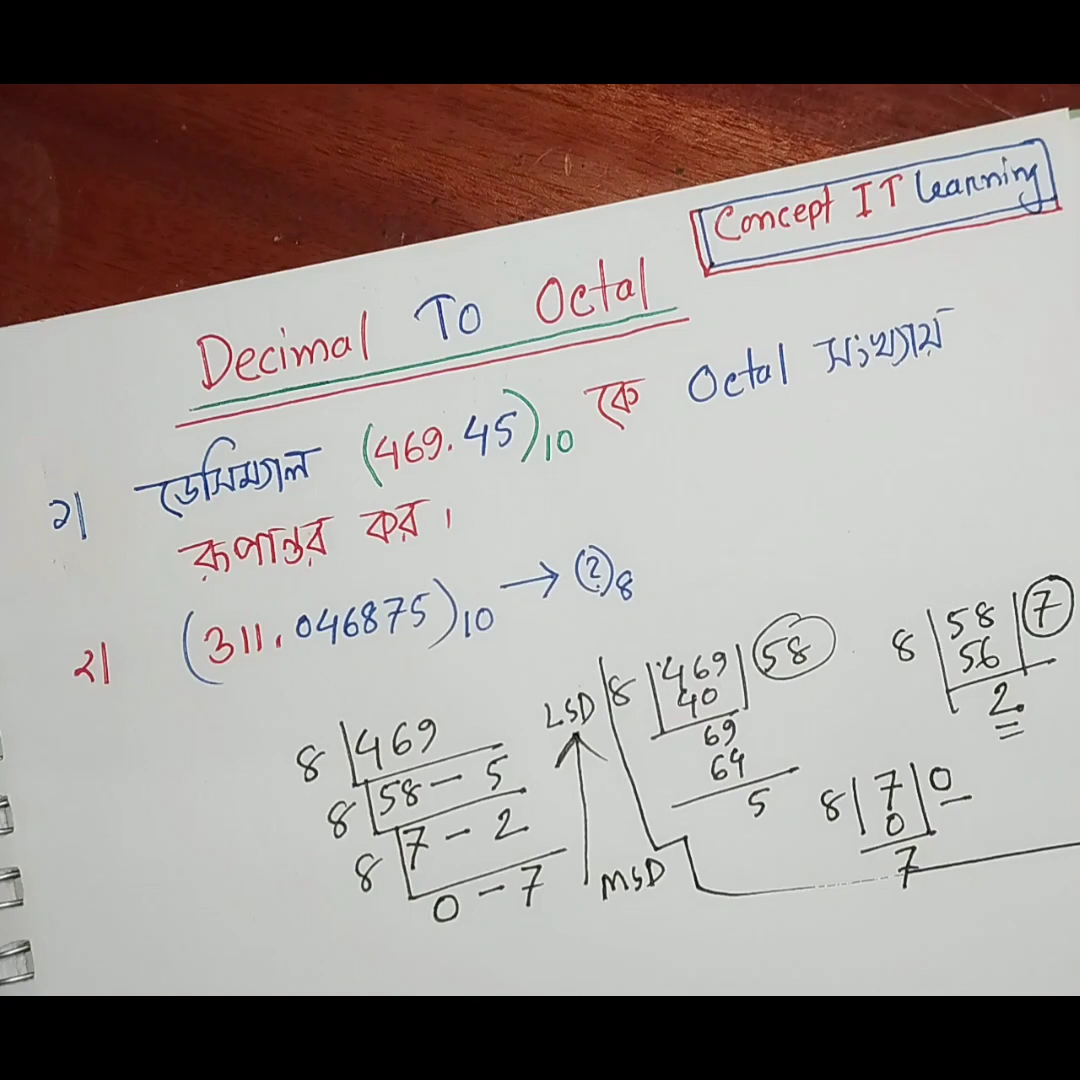 Concept IT Learning
Decimal To Octal
১। ডেসিম্যাল (469.45)10 কে Octal সংখ্যায়
রূপান্তর কর।
২। (311.046875)10 → (?)8
8 |469
8 |58 - 5
8 |7 - 2
0 - 7
LSD
MSD
8 |469| 58
40
69
64
5
8 |58| 7
56
2
8 |7| 0
0
7